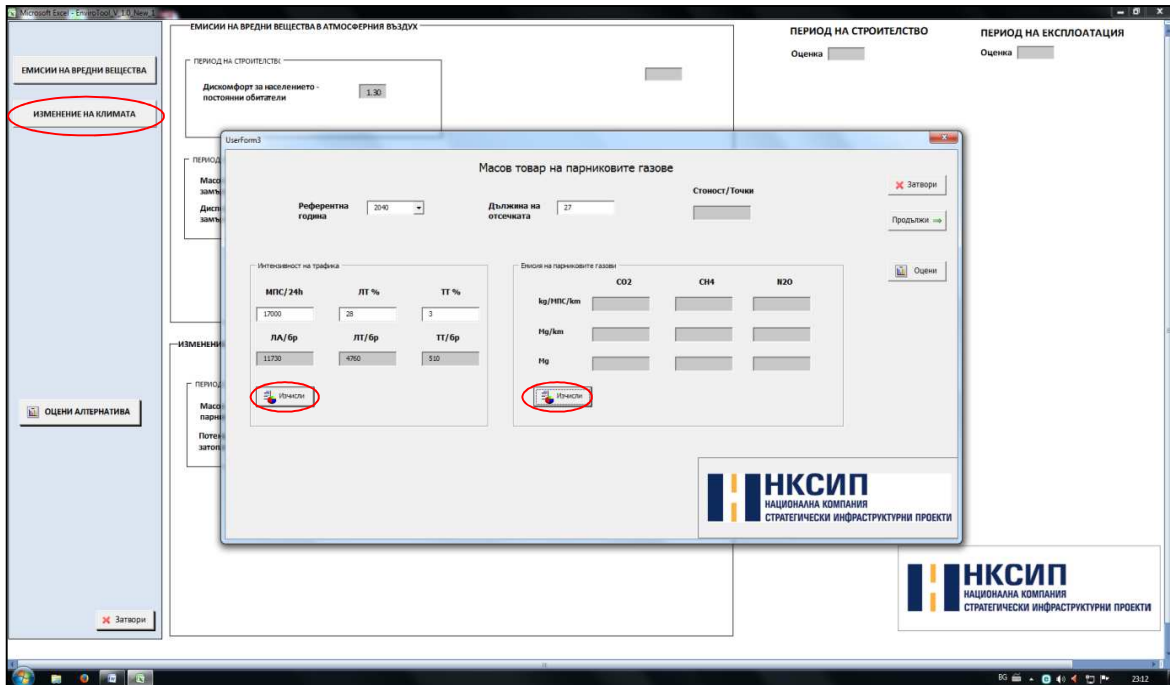 Microsoft Excel - EnviroTool_V_1.0_New_1
ЕМИСИИ НА ВРЕДНИ ВЕЩЕСТВА
ИЗМЕНЕНИЕ НА КЛИМАТА
ОЦЕНИ АЛТЕРНАТИВА
Затвори
ЕМИСИИ НА ВРЕДНИ ВЕЩЕСТВА В АТМОСФЕРНИЯ ВЪЗДУХ
ПЕРИОД НА СТРОИТЕЛСТВО
Оценка
ПЕРИОД НА ЕКСПЛОАТАЦИЯ
Оценка
ПЕРИОД НА СТРОИТЕЛСТВО
Дискомфорт за населението -
постоянни обитатели
1.30
UserForm3
Масов товар на парниковите газове
Референтна
година
2040
Дължина на
отсечката
27
Стоност/Точки
Затвори
Продължи
Оцени
Интензивност на трафика
МПС/24h ЛТ % ТТ %
17000 28 3
ЛА/бр ЛТ/бр ТТ/бр
11730 4760 510
Изчисли
Емисия на парниковите газови
CO2 CH4 N2O
kg/МПС/km
Mg/km
Mg
Изчисли
НКСИП
НАЦИОНАЛНА КОМПАНИЯ
СТРАТЕГИЧЕСКИ ИНФРАСТРУКТУРНИ ПРОЕКТИ
НКСИП
НАЦИОНАЛНА КОМПАНИЯ
СТРАТЕГИЧЕСКИ ИНФРАСТРУКТУРНИ ПРОЕКТИ
BG
23:12